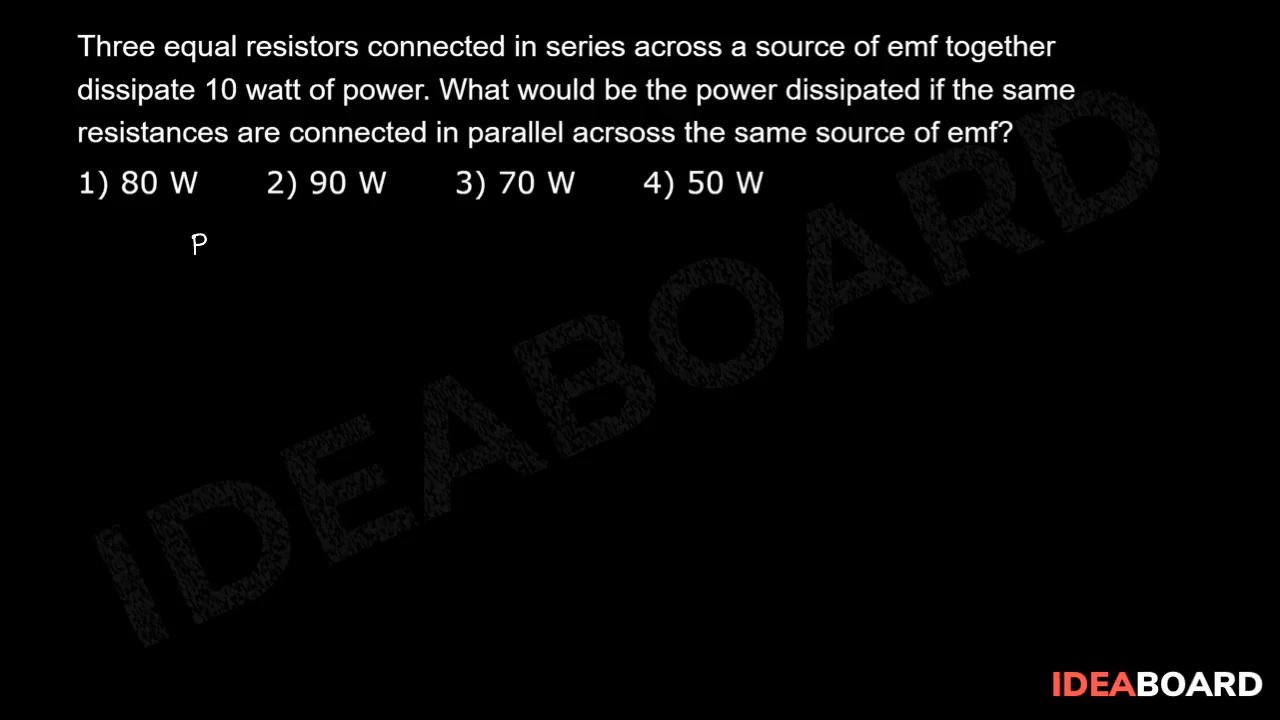 Three equal resistors connected in series across a source of emf together
dissipate 10 watt of power. What would be the power dissipated if the same
resistances are connected in parallel acrsoss the same source of emf?
1) 80 W 2) 90 W 3) 70 W 4) 50 W
P
IDEABOARD
IDEABOARD